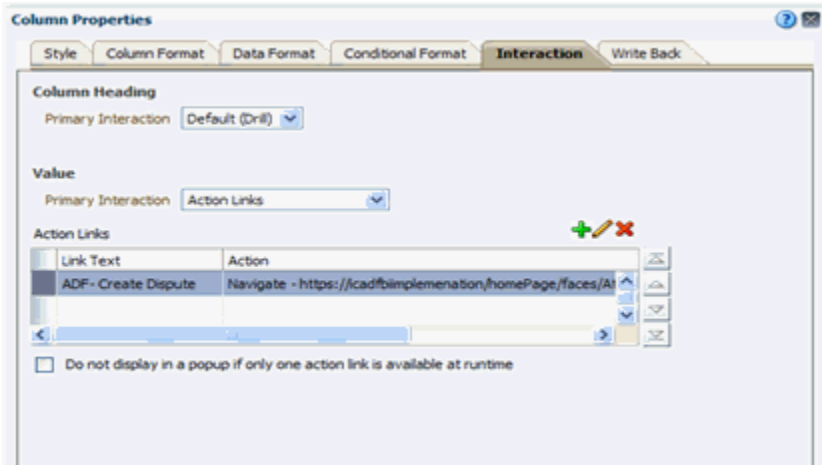 Column Properties
Style Column Format Data Format Conditional Format Interaction Write Back
Column Heading
Primary Interaction Default (Drill)
Value
Primary Interaction Action Links
Action Links
Link Text Action
ADF- Create Dispute Navigate - https://icadfbiimplemenation/homePage/faces/
Do not display in a popup if only one action link is available at runtime